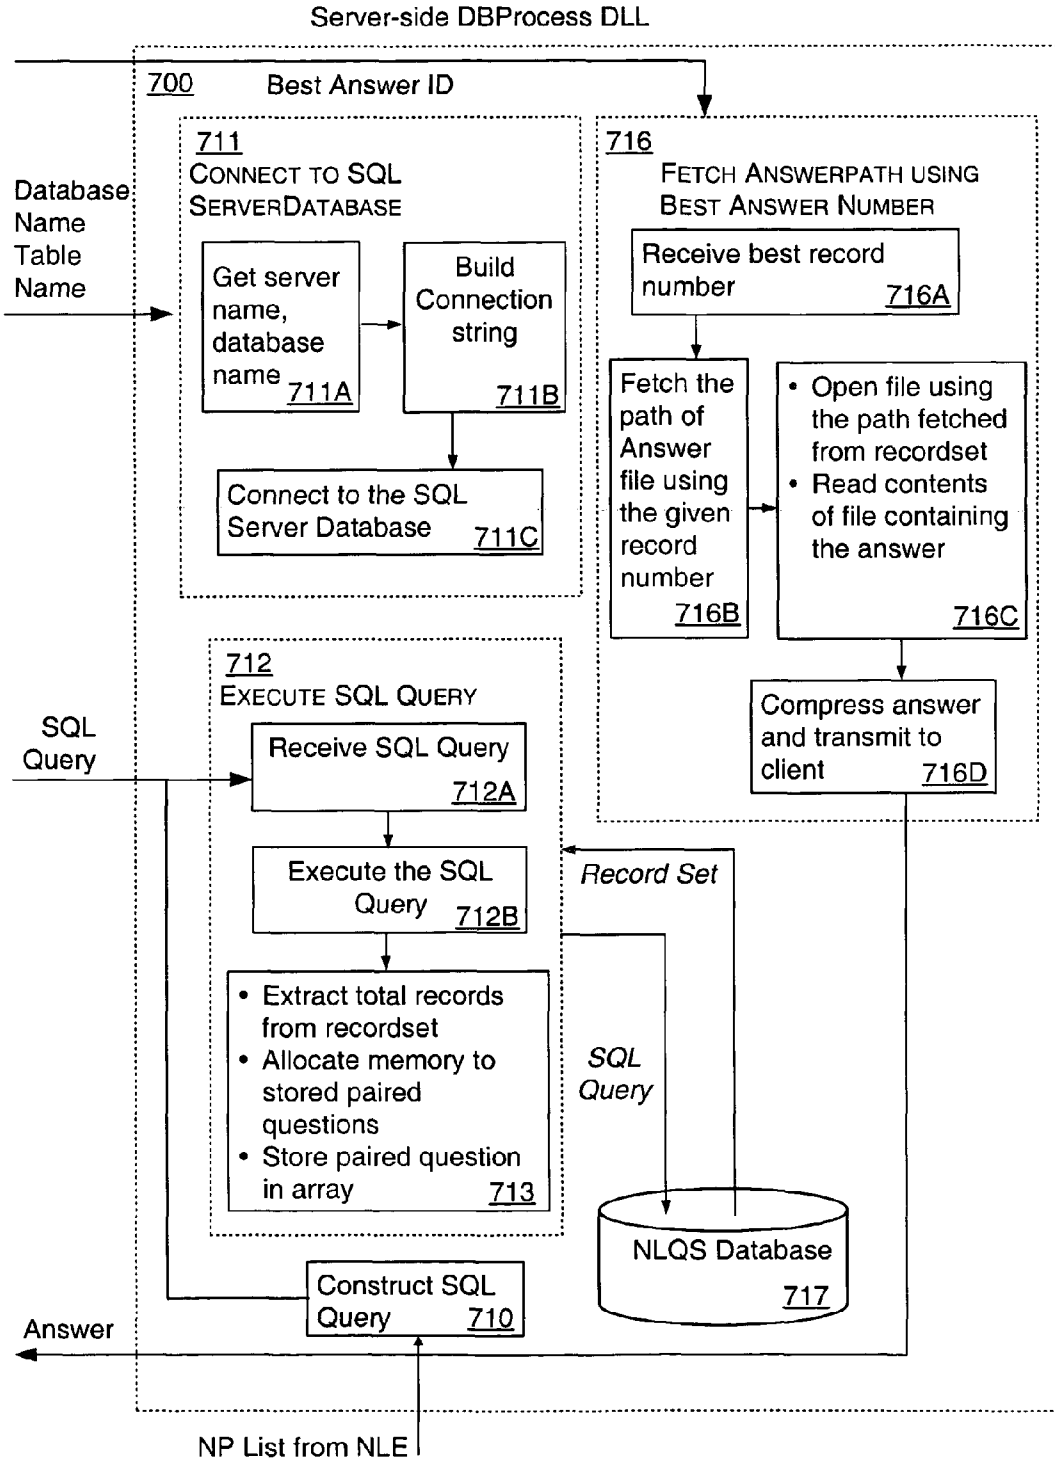 Server-side DBProcess DLL
700
Best Answer ID
711
CONNECT TO SQL
SERVERDATABASE
Database
Name
Table
Name
Get server
name,
database
name
711A
Build
Connection
string
711B
Connect to the SQL
Server Database
711C
716
FETCH ANSWERPATH USING
BEST ANSWER NUMBER
Receive best record
number
716A
Fetch the
path of
Answer
file using
the given
record
number
716B
• Open file using
the path fetched
from recordset
• Read contents
of file containing
the answer
716C
Compress answer
and transmit to
client
716D
712
EXECUTE SQL QUERY
SQL
Query
Receive SQL Query
712A
Execute the SQL
Query
712B
• Extract total records
from recordset
• Allocate memory to
stored paired
questions
• Store paired question
in array
713
Record Set
SQL
Query
NLQS Database
717
Construct SQL
Query
710
Answer
NP List from NLE